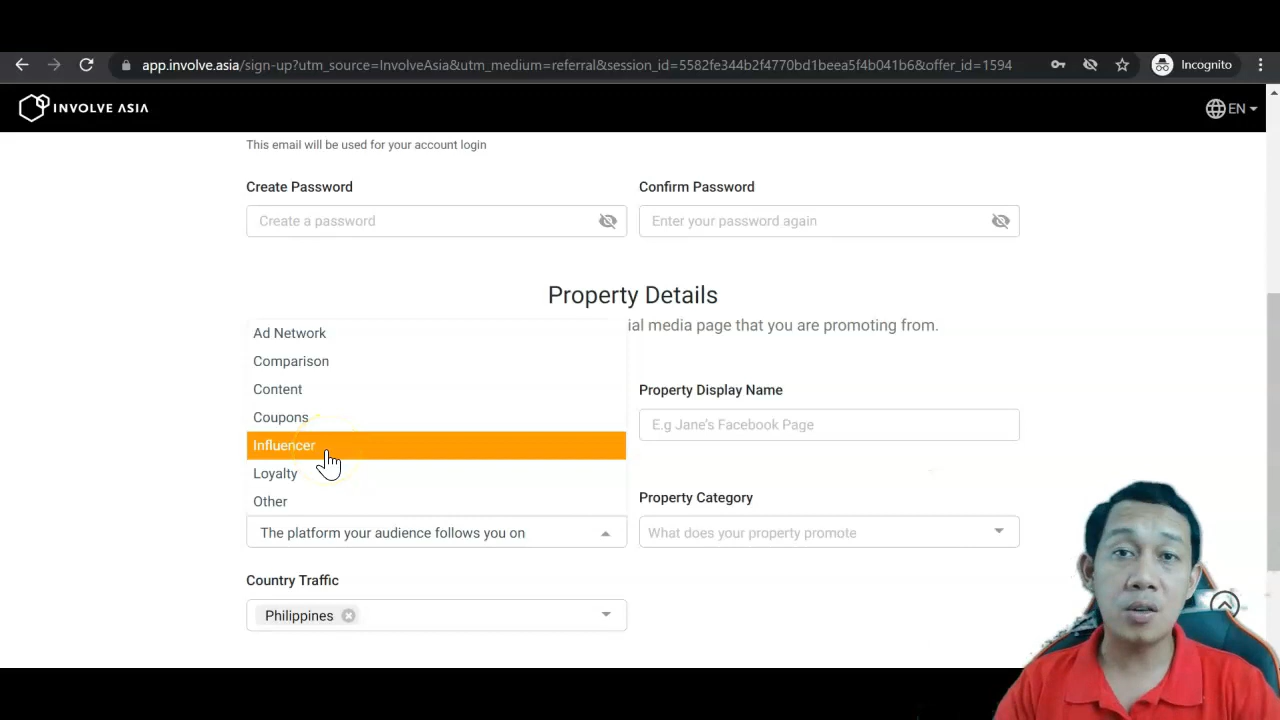 app.involve.asia/sign-up?utm_source=InvolveAsia&utm_medium=referral&session_id=5582fe344b2f4770bd1beea5f4b041b6&offer_id=1594
Incognito
INVOLVE ASIA
EN
This email will be used for your account login
Create Password
Confirm Password
Create a password
Enter your password again
Property Details
ial media page that you are promoting from.
Ad Network
Comparison
Content
Coupons
Influencer
Loyalty
Other
The platform your audience follows you on
Property Display Name
E.g Jane's Facebook Page
Property Category
What does your property promote
Country Traffic
Philippines